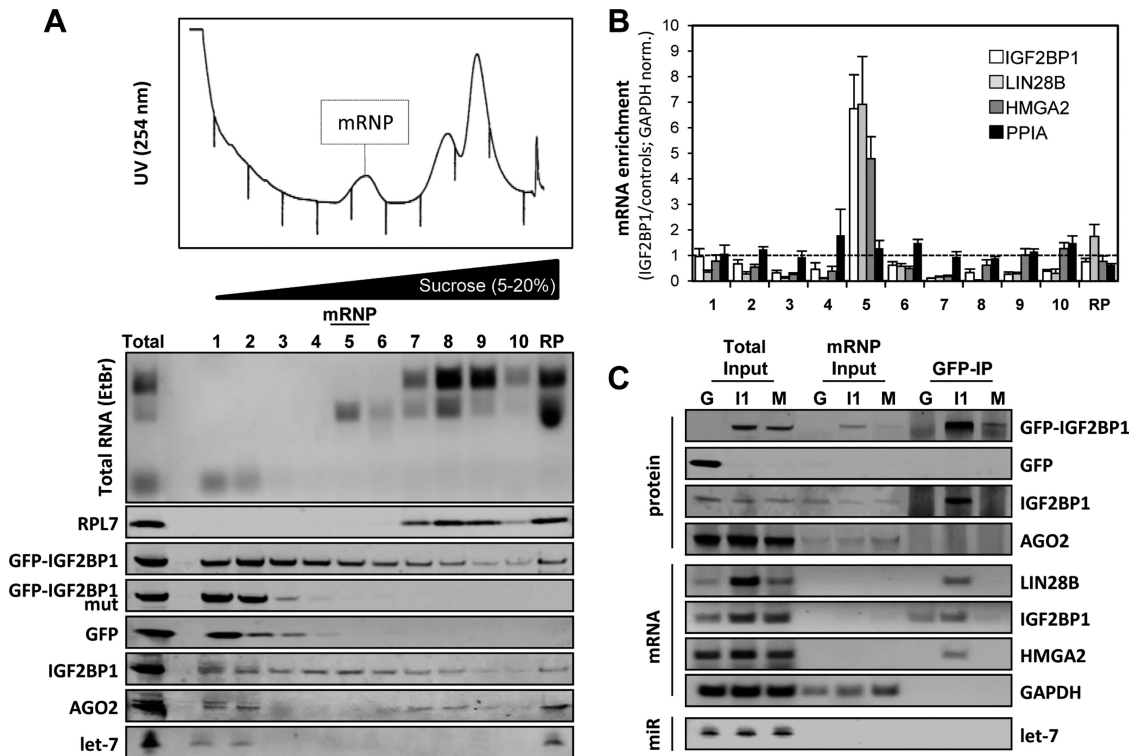 A
UV (254 nm)
mRNP
Sucrose (5-20%)
mRNP
Total 1 2 3 4 5 6 7 8 9 10 RP
Total RNA (EtBr)
RPL7
GFP-IGF2BP1
GFP-IGF2BP1
mut
GFP
IGF2BP1
AGO2
let-7
B
mRNA enrichment
(IGF2BP1/controls; GAPDH norm.)
10
9
8
7
6
5
4
3
2
1
0
IGF2BP1
LIN28B
HMGA2
PPIA
1 2 3 4 5 6 7 8 9 10 RP
C
Total Input
mRNP Input
GFP-IP
G I1 M G I1 M G I1 M
protein
GFP-IGF2BP1
GFP
IGF2BP1
AGO2
mRNA
LIN28B
IGF2BP1
HMGA2
GAPDH
miR
let-7